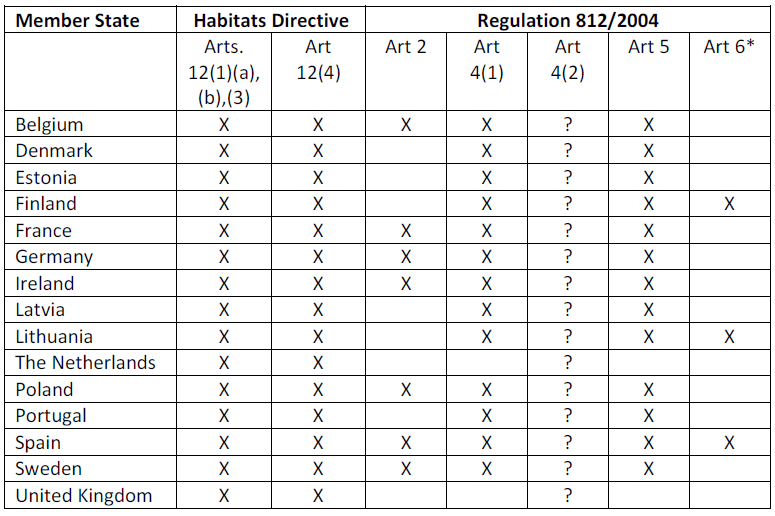 Member State Habitats Directive Regulation 812/2004
Arts. Art Art 2 Art Art Art 5 Art 6*
12(1)(a), 12(4) 4(1) 4(2)
(b),(3)
Belgium X X X X ? X
Denmark X X X ? X
Estonia X X X ? X
Finland X X X ? X X
France X X X X ? X
Germany X X X X ? X
Ireland X X X X ? X
Latvia X X X ? X
Lithuania X X X ? X X
The Netherlands X X ?
Poland X X X X ? X
Portugal X X X ? X
Spain X X X X ? X X
Sweden X X X X ? X
United Kingdom X X ?